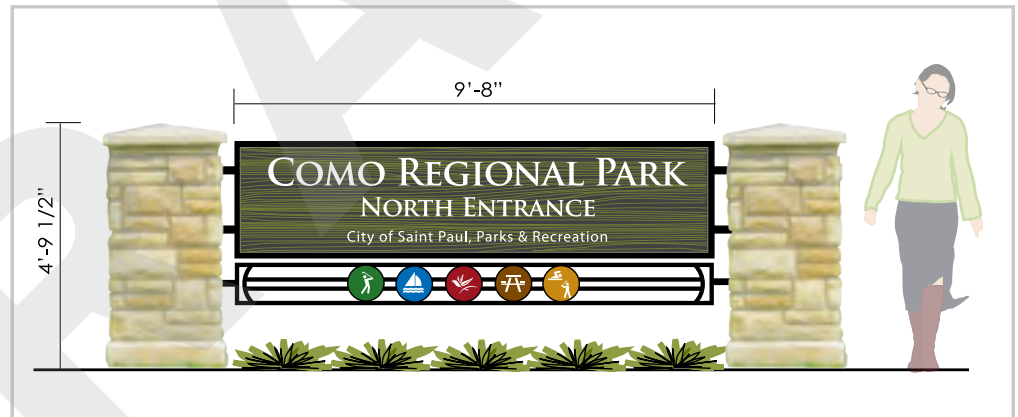 9'-8"
4'-9 1/2"
COMO REGIONAL PARK
NORTH ENTRANCE
City of Saint Paul, Parks & Recreation